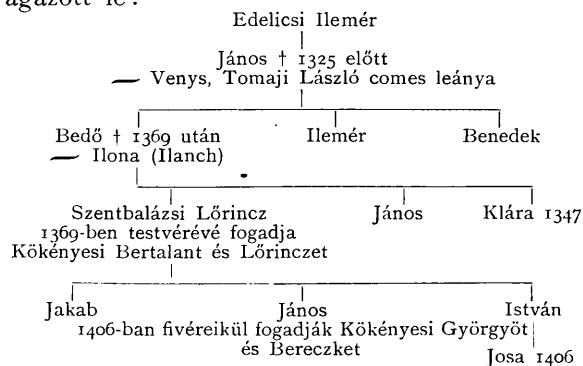 ágazott le:
Edelicsi Ilemér
János † 1325 előtt
— Venys, Tomaji László comes leánya
Bedő † 1369 után Ilemér Benedek
— Ilona (Ilanch)
Szentbalázsi Lőrincz János Klára 1347
1369-ben testvérévé fogadja
Kökényesi Bertalant és Lőrinczet
Jakab János István
1406-ban fivéreikül fogadják Kökényesi Györgyöt
és Bereczket
Josa 1406